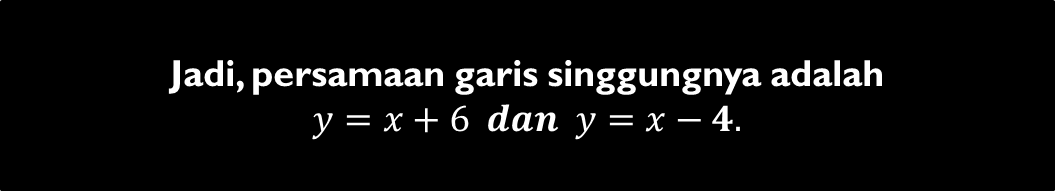 Jadi, persamaan garis singgungnya adalah
y = x + 6 dan y = x − 4.